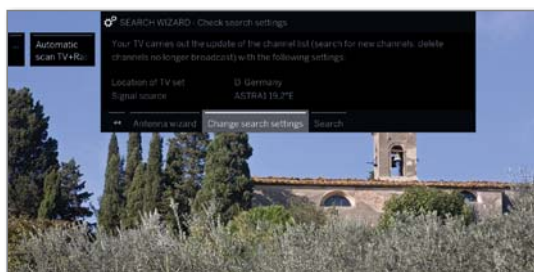 SEARCH WIZARD - Check search settings
Automatic
scan TV+Ra
Your TV carries out the update of the channel list (search for new channels, delete
channels no longer broadcast) with the following settings:
Location of TV set D Germany
Signal source ASTRA1 19,2°E
Antenna wizard Change search settings Search